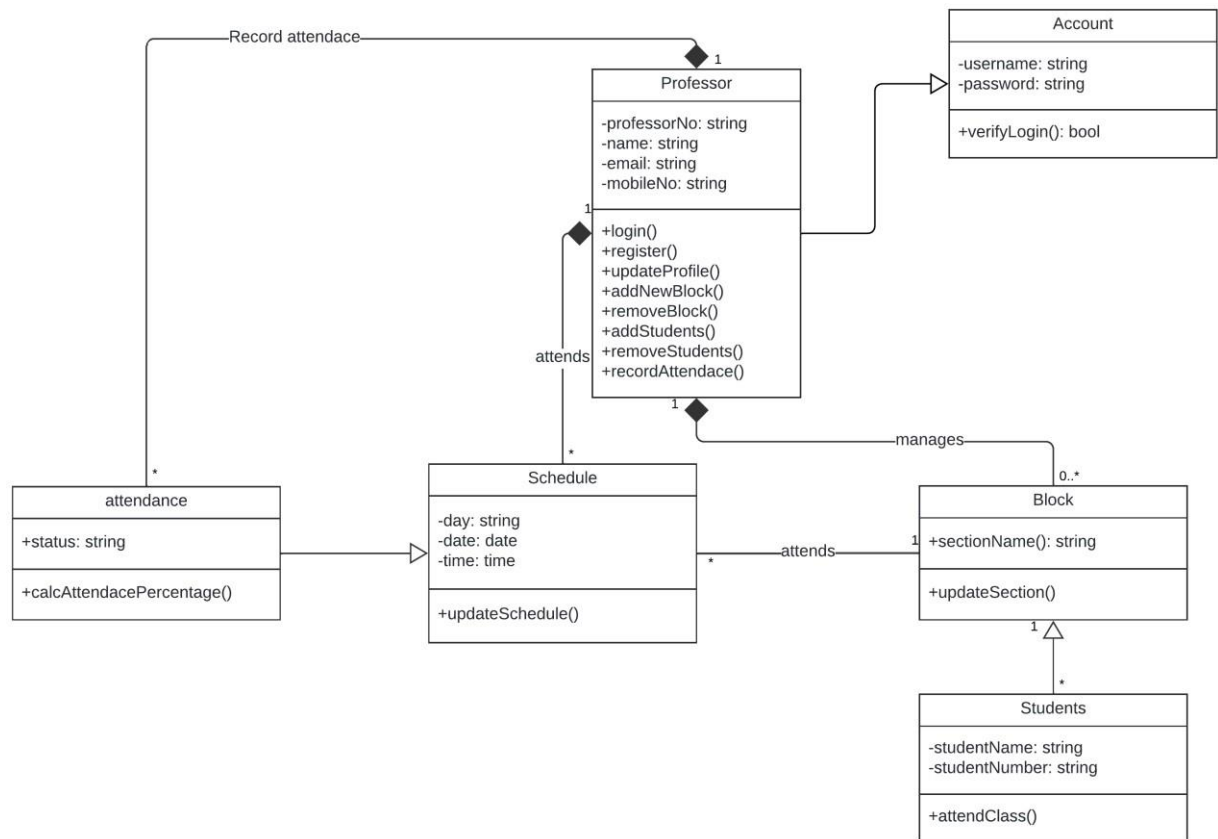 Record attendace
1
Professor
-professorNo: string
-name: string
-email: string
-mobileNo: string
1
+login()
+register()
+updateProfile()
+addNewBlock()
+removeBlock()
+addStudents()
+removeStudents()
+recordAttendace()
1
Account
-username: string
-password: string
+verifyLogin(): bool
attends
*
manages
0..*
*
attendance
+status: string
+calcAttendacePercentage()
Schedule
-day: string
-date: date
-time: time
+updateSchedule()
*
attends
1
Block
+sectionName(): string
+updateSection()
1
*
Students
-studentName: string
-studentNumber: string
+attendClass()